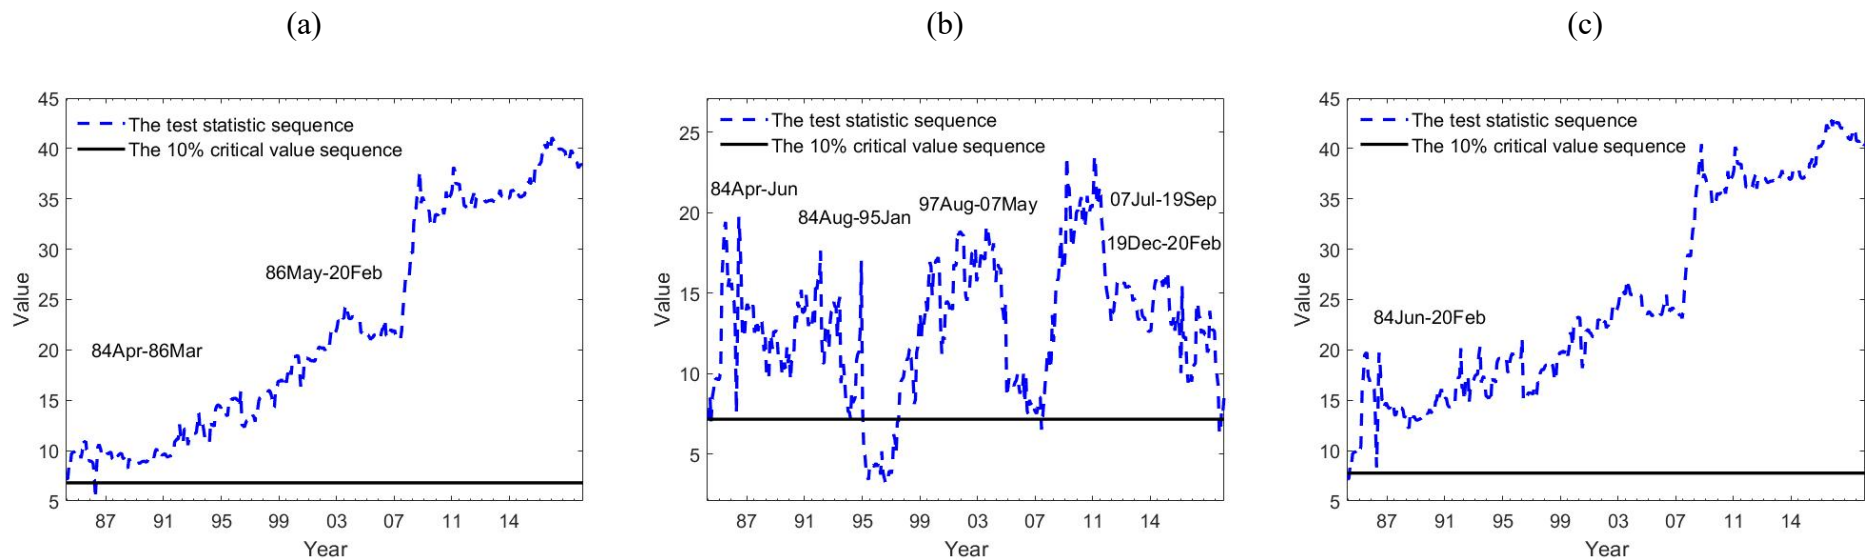 (a)
(b)
(c)
45
40
35
30
25
20
15
10
5
Value
The test statistic sequence
The 10% critical value sequence
86May-20Feb
84Apr-86Mar
87 91 95 99 03 07 11 14
Year
25
20
15
10
5
Value
The test statistic sequence
The 10% critical value sequence
84Apr-Jun
84Aug-95Jan
97Aug-07May
07Jul-19Sep
19Dec-20Feb
87 91 95 99 03 07 11 14
Year
45
40
35
30
25
20
15
10
5
Value
The test statistic sequence
The 10% critical value sequence
84Jun-20Feb
87 91 95 99 03 07 11 14
Year